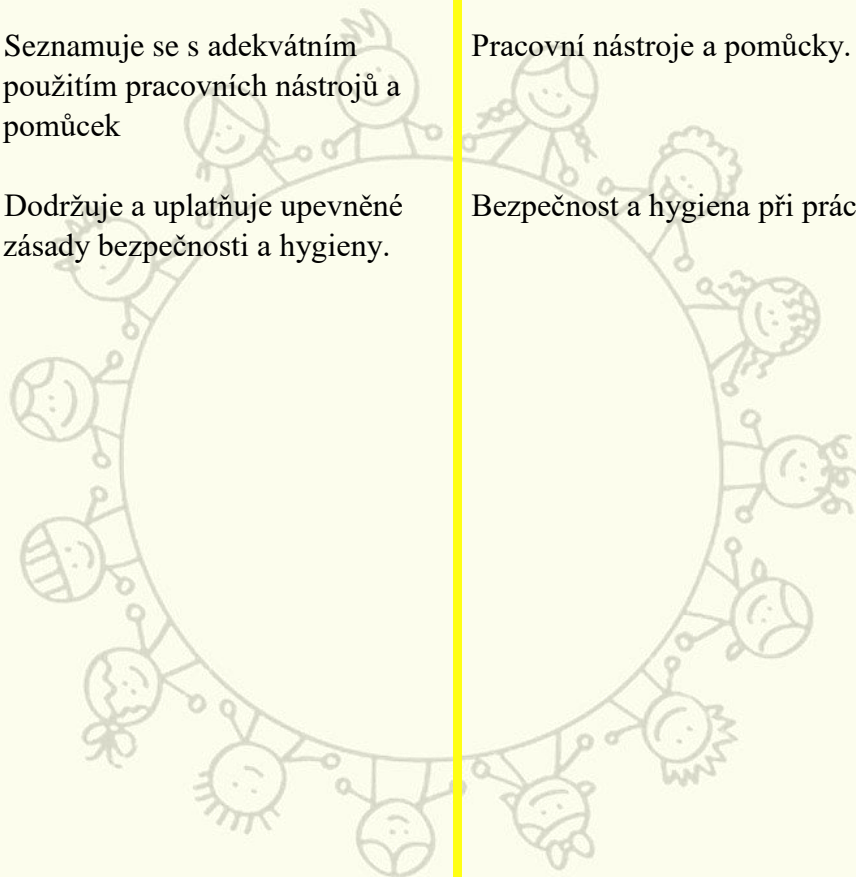 Seznamuje se s adekvátním
použitím pracovních nástrojů a
pomůcek
Dodržuje a uplatňuje upevněné
zásady bezpečnosti a hygieny.
Pracovní nástroje a pomůcky.
Bezpečnost a hygiena při prác